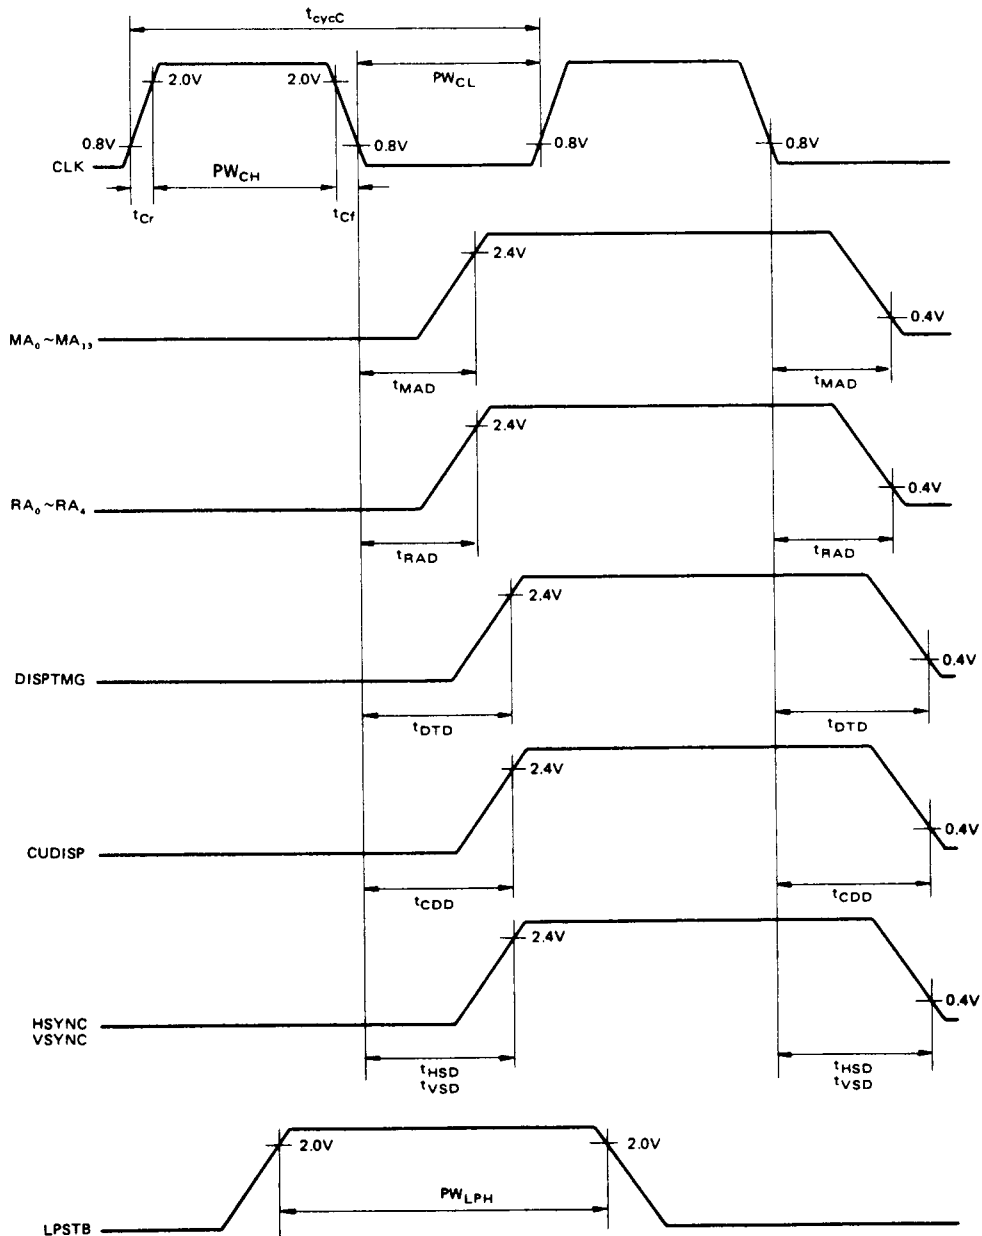 tcycC
2.0V 2.0V PWCL
0.8V 0.8V 0.8V 0.8V
CLK PWCH
tCr tCf
2.4V
0.4V
MA₀~MA₁₃
tMAD tMAD
2.4V
0.4V
RA₀~RA₄
tRAD tRAD
2.4V
0.4V
DISPTMG
tDTD tDTD
2.4V
0.4V
CUDISP
tCDD tCDD
2.4V
0.4V
HSYNC
VSYNC
tHSD tHSD
tVSD tVSD
2.0V 2.0V
PWLPH
LPSTB